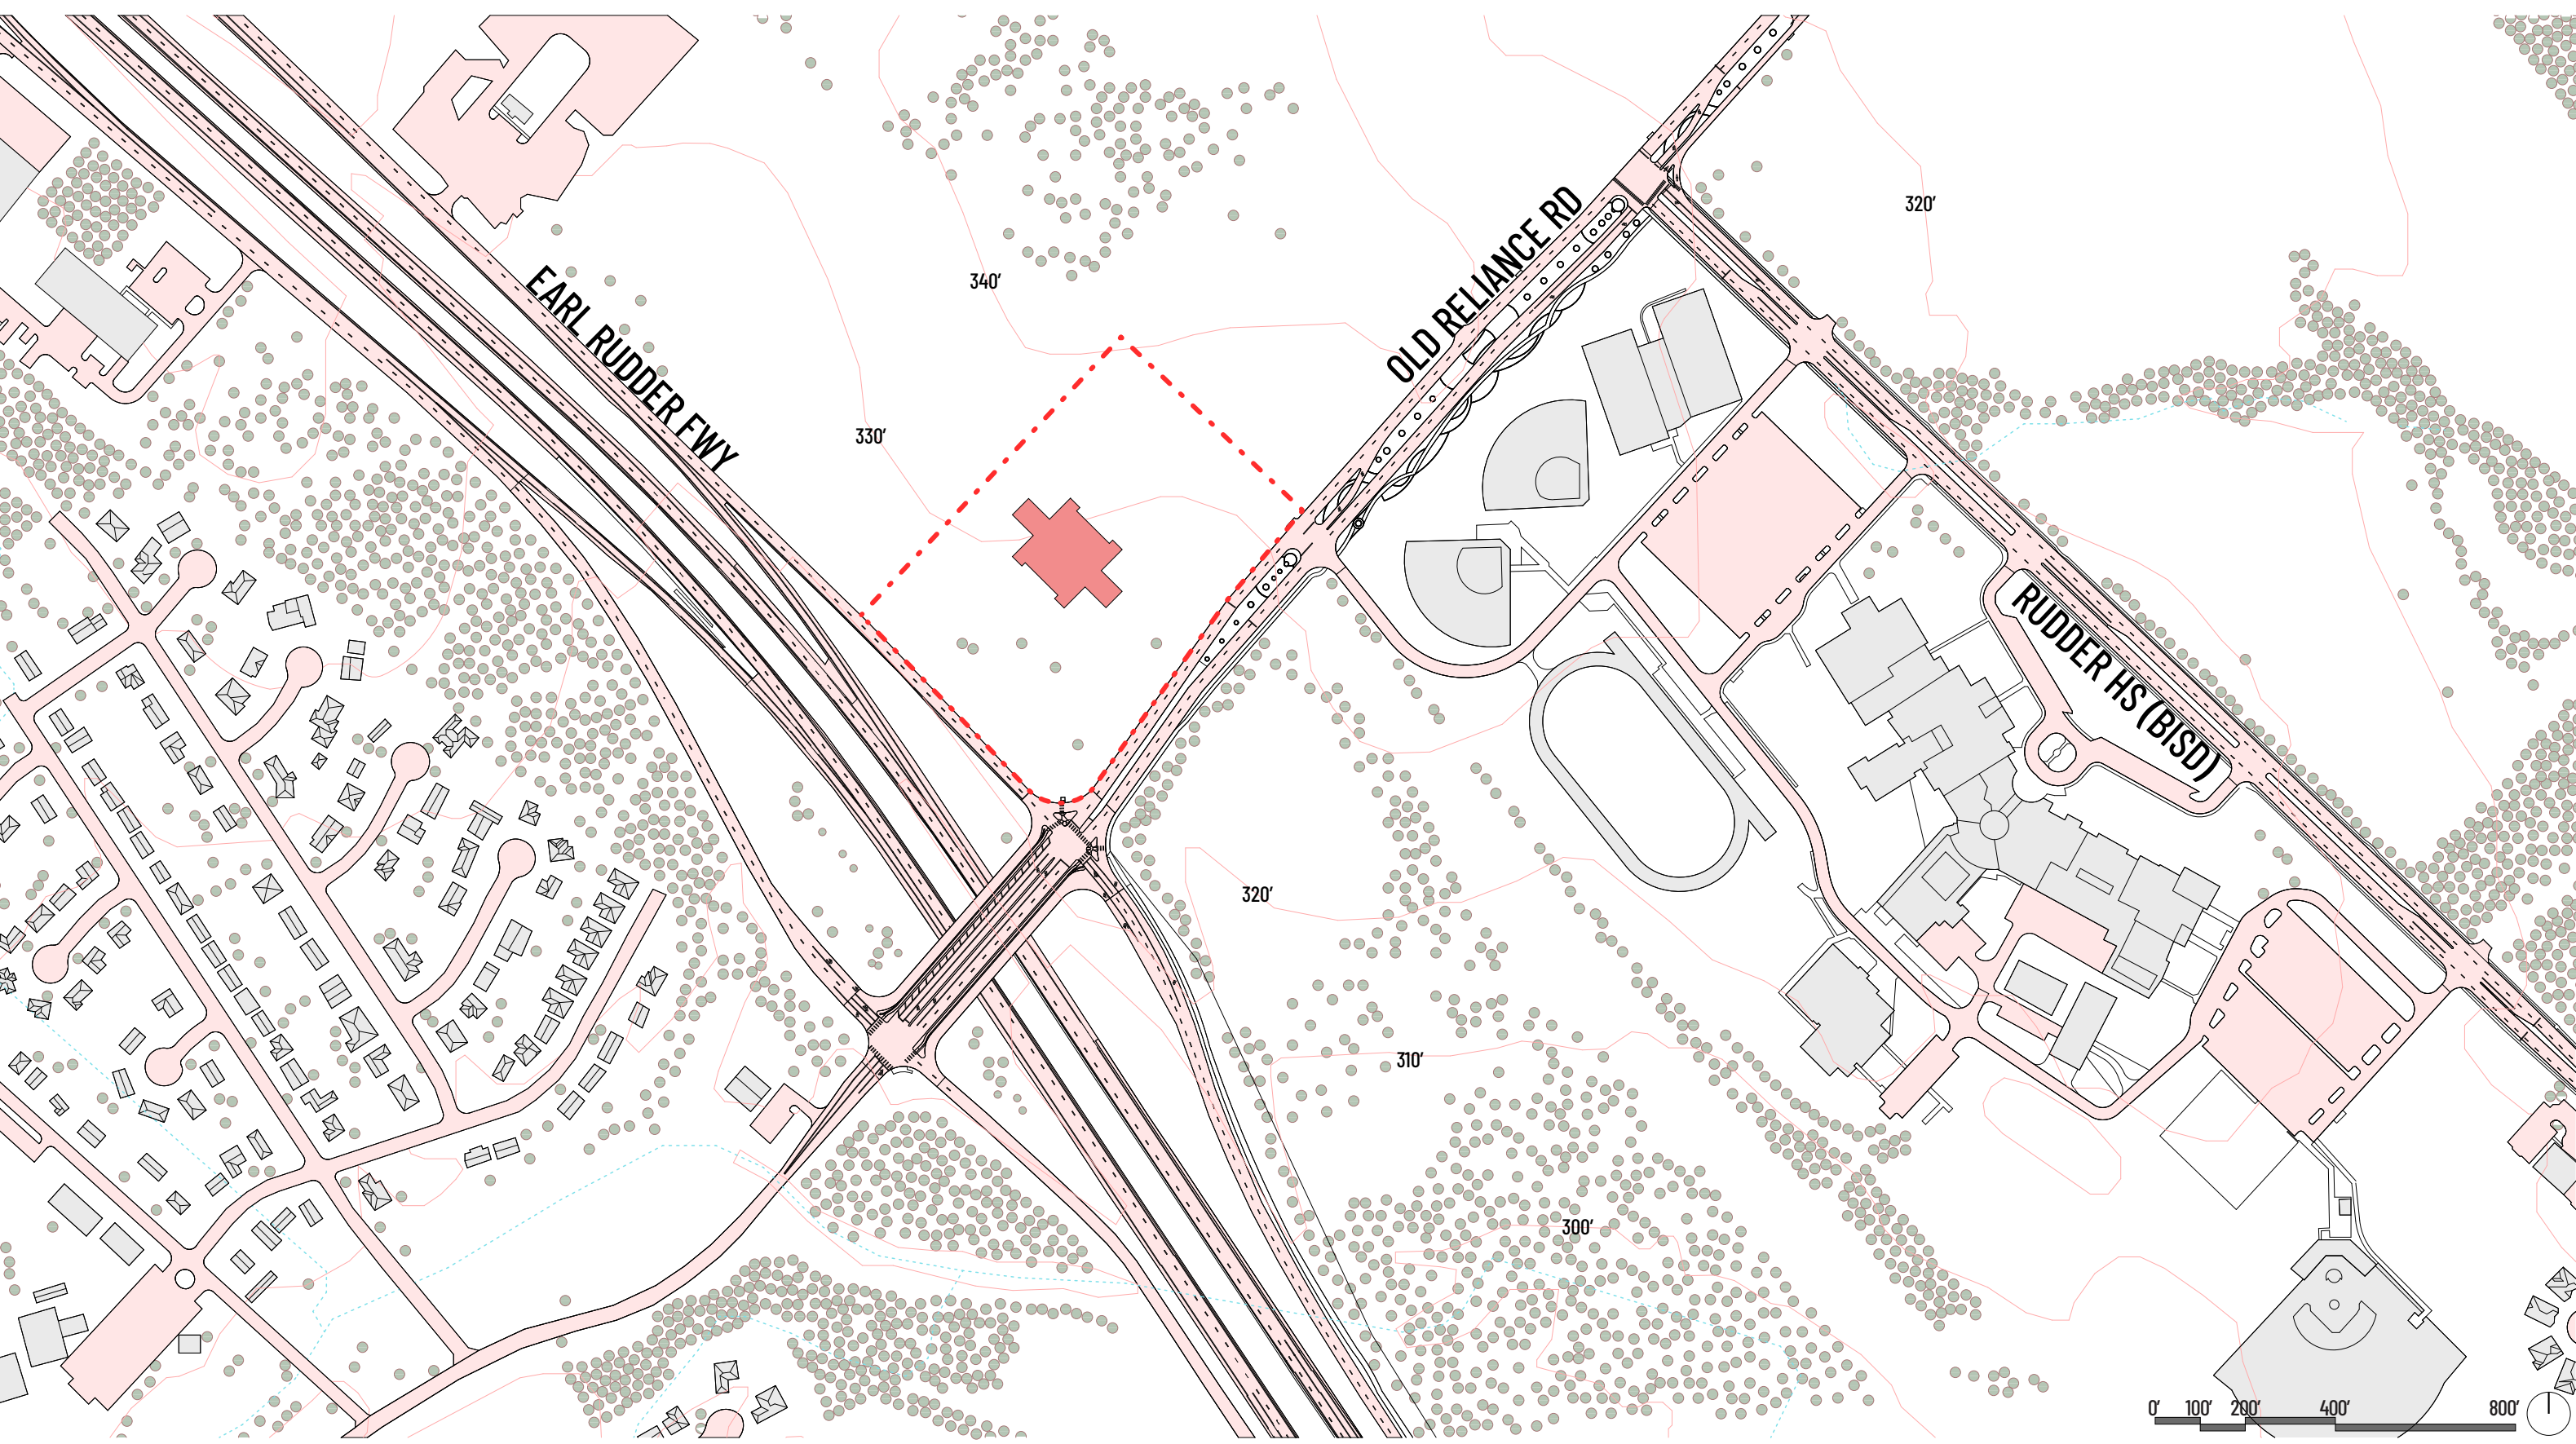 OLD RELIANCE RD
320'
340'
EARL RUDDER FWY
330'
RUDDER HS (BISD)
320'
310'
300'
0' 100' 200' 400' 800'